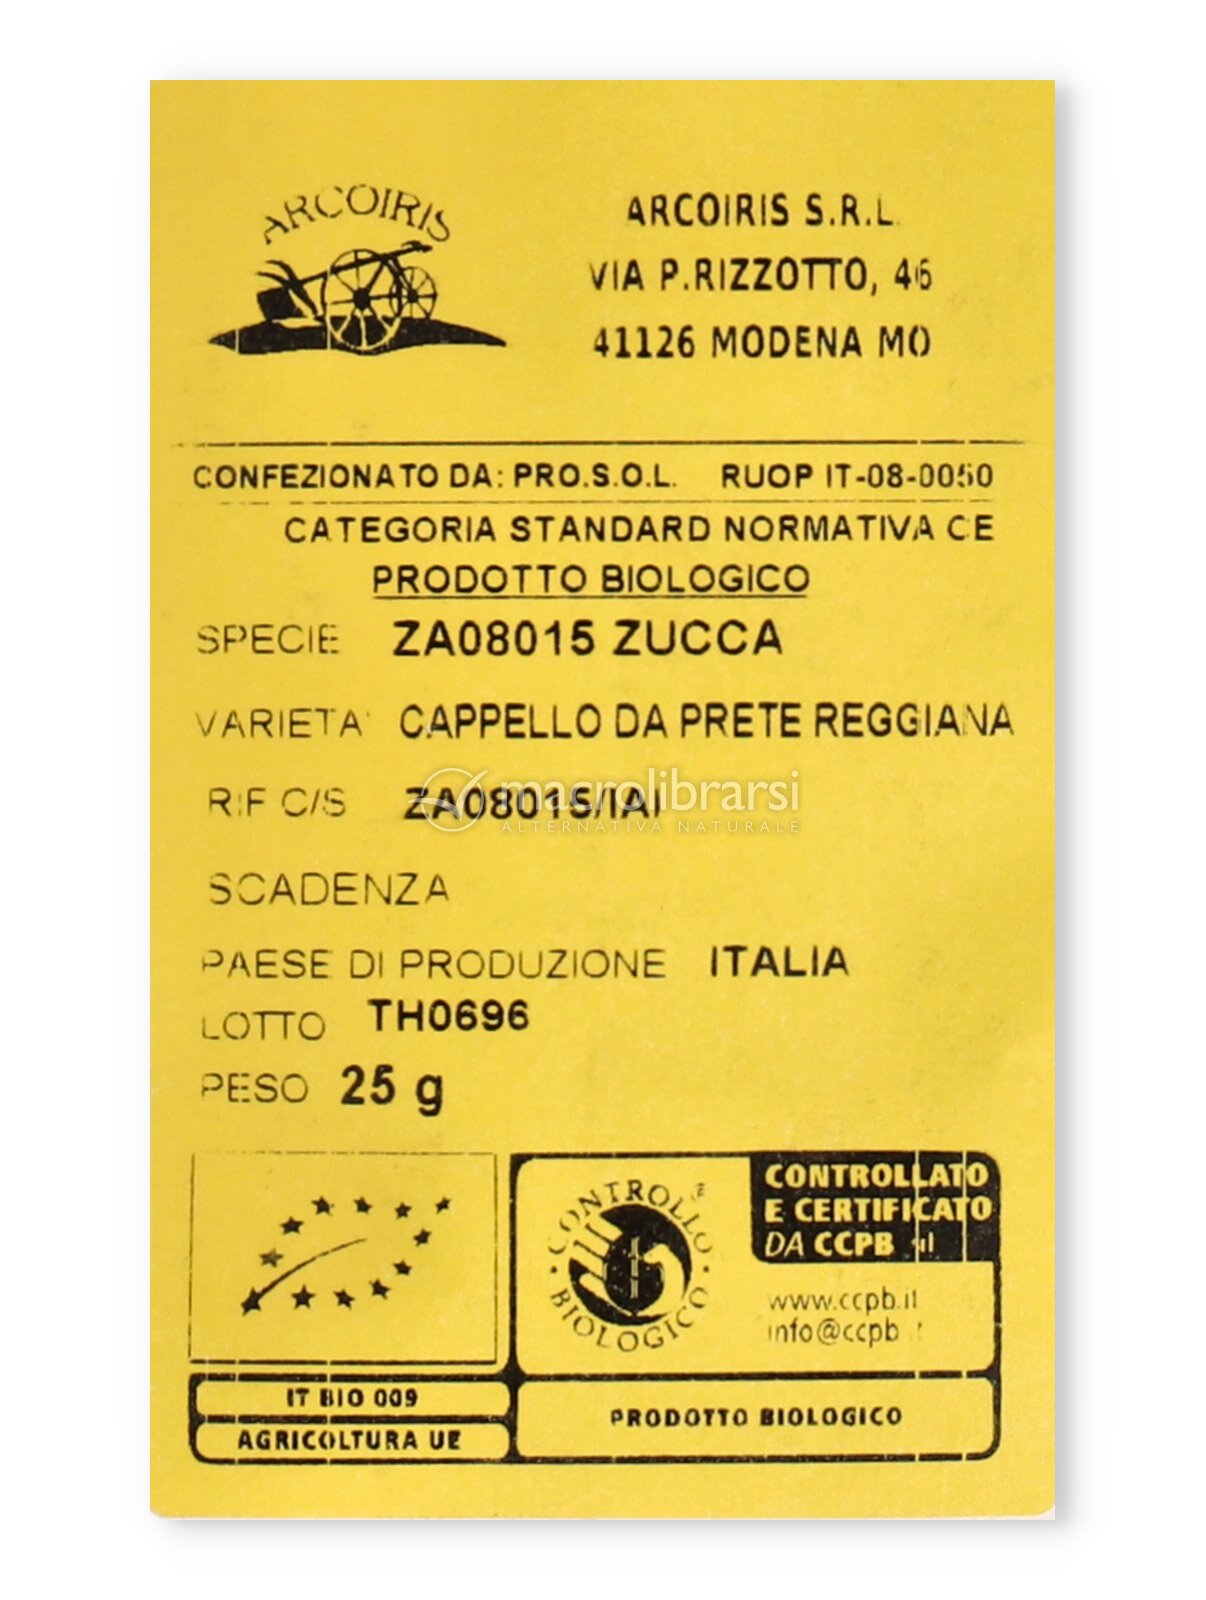 ARCOIRIS
ARCOIRIS S.R.L.
VIA P.RIZZOTTO, 46
41126 MODENA MO
CONFEZIONATO DA: PRO.S.O.L. RUOP IT-08-0050
CATEGORIA STANDARD NORMATIVA CE
PRODOTTO BIOLOGICO
SPECIE ZA08015 ZUCCA
VARIETA' CAPPELLO DA PRETE REGGIANA
macrolibrarsi
RIF C/S ZA08015/IAI
ALTERNATIVA NATURALE
SCADENZA
PAESE DI PRODUZIONE ITALIA
LOTTO TH0696
PESO 25 g
CONTROLLO BIOLOGICO
CONTROLLATO
E CERTIFICATO
DA CCPB srl
www.ccpb.it
info@ccpb.it
IT BIO 009
AGRICOLTURA UE
PRODOTTO BIOLOGICO